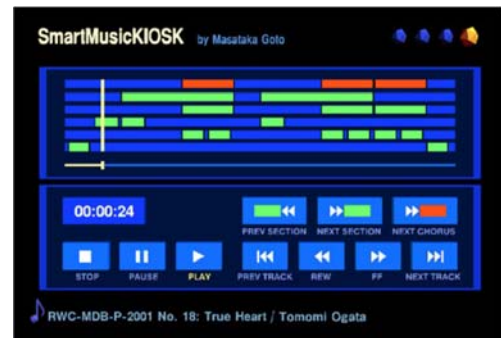 SmartMusicKIOSK by Masataka Goto
00:00:24
PREV SECTION NEXT SECTION NEXT CHORUS
STOP PAUSE PLAY PREV TRACK REW FF NEXT TRACK
RWC-MDB-P-2001 No. 18: True Heart / Tomomi Ogata